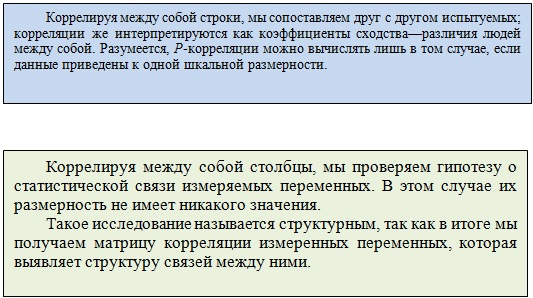 Коррелируя между собой строки, мы сопоставляем друг с другом испытуемых;
корреляции же интерпретируются как коэффициенты сходства—различия людей
между собой. Разумеется, P-корреляции можно вычислять лишь в том случае, если
данные приведены к одной шкальной размерности.
Коррелируя между собой столбцы, мы проверяем гипотезу о
статистической связи измеряемых переменных. В этом случае их
размерность не имеет никакого значения.
Такое исследование называется структурным, так как в итоге мы
получаем матрицу корреляции измеренных переменных, которая
выявляет структуру связей между ними.